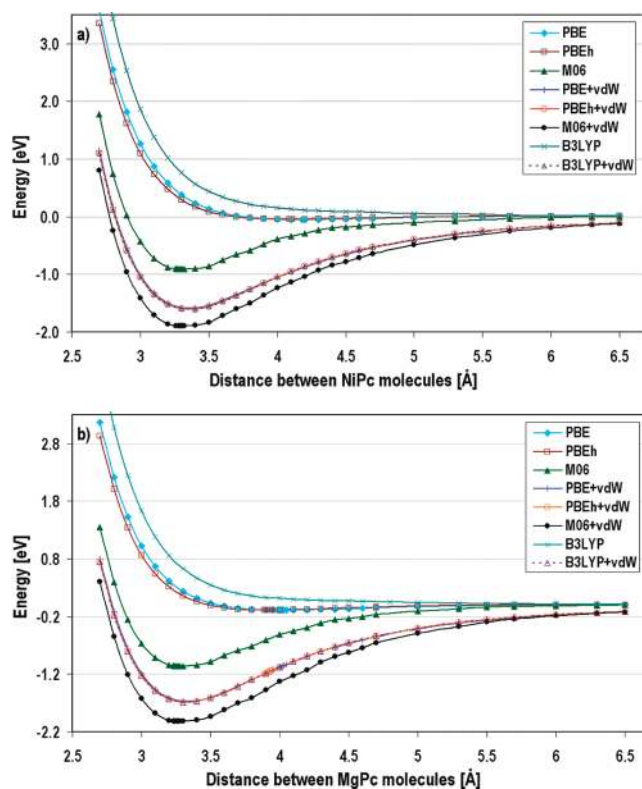 a)
3.0
2.0
1.0
0.0
-1.0
-2.0
Energy [eV]
PBE
PBEh
M06
PBE+vdW
PBEh+vdW
M06+vdW
B3LYP
B3LYP+vdW
2.5 3 3.5 4 4.5 5 5.5 6 6.5
Distance between NiPc molecules [Å]
b)
2.8
1.8
0.8
-0.2
-1.2
-2.2
Energy [eV]
PBE
PBEh
M06
PBE+vdW
PBEh+vdW
M06+vdW
B3LYP
B3LYP+vdW
2.5 3 3.5 4 4.5 5 5.5 6 6.5
Distance between MgPc molecules [Å]